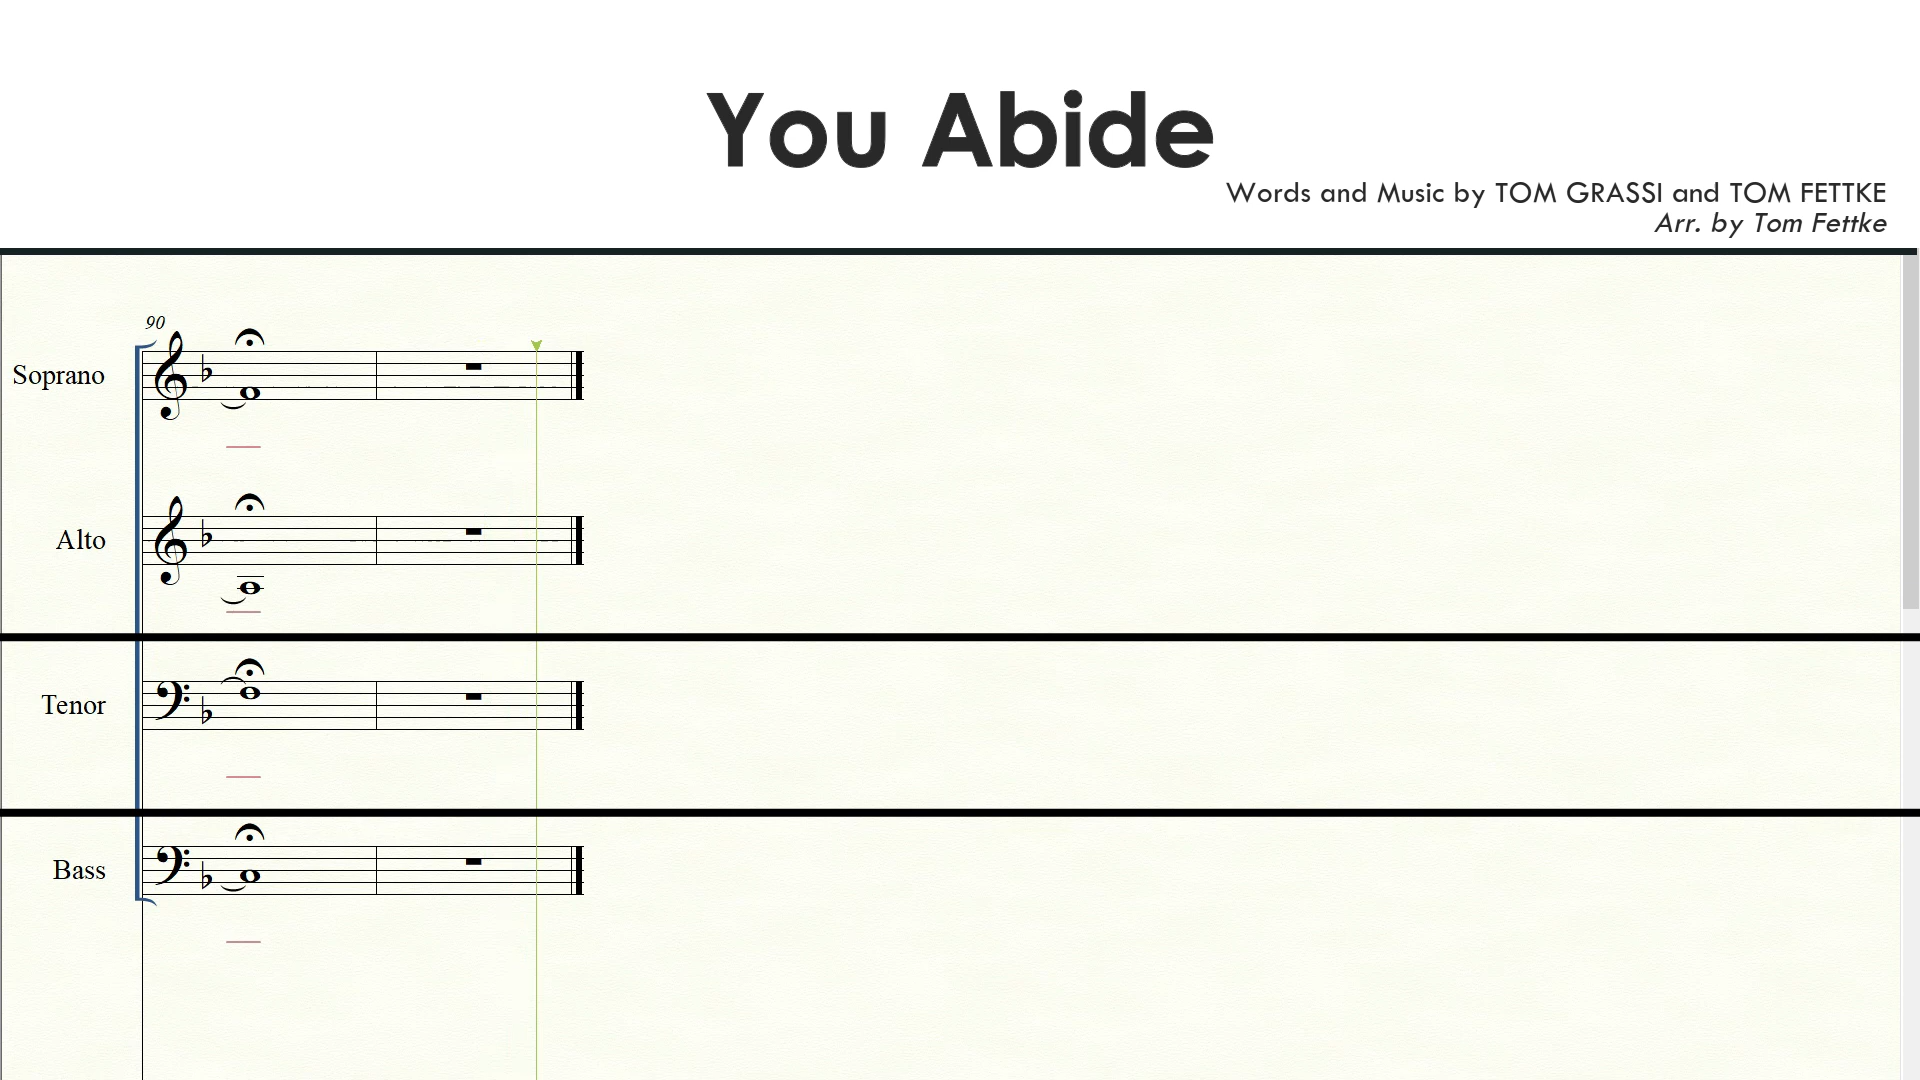 You Abide
Words and Music by TOM GRASSI and TOM FETTKE
Arr. by Tom Fettke
90
Soprano
Alto
Tenor
Bass